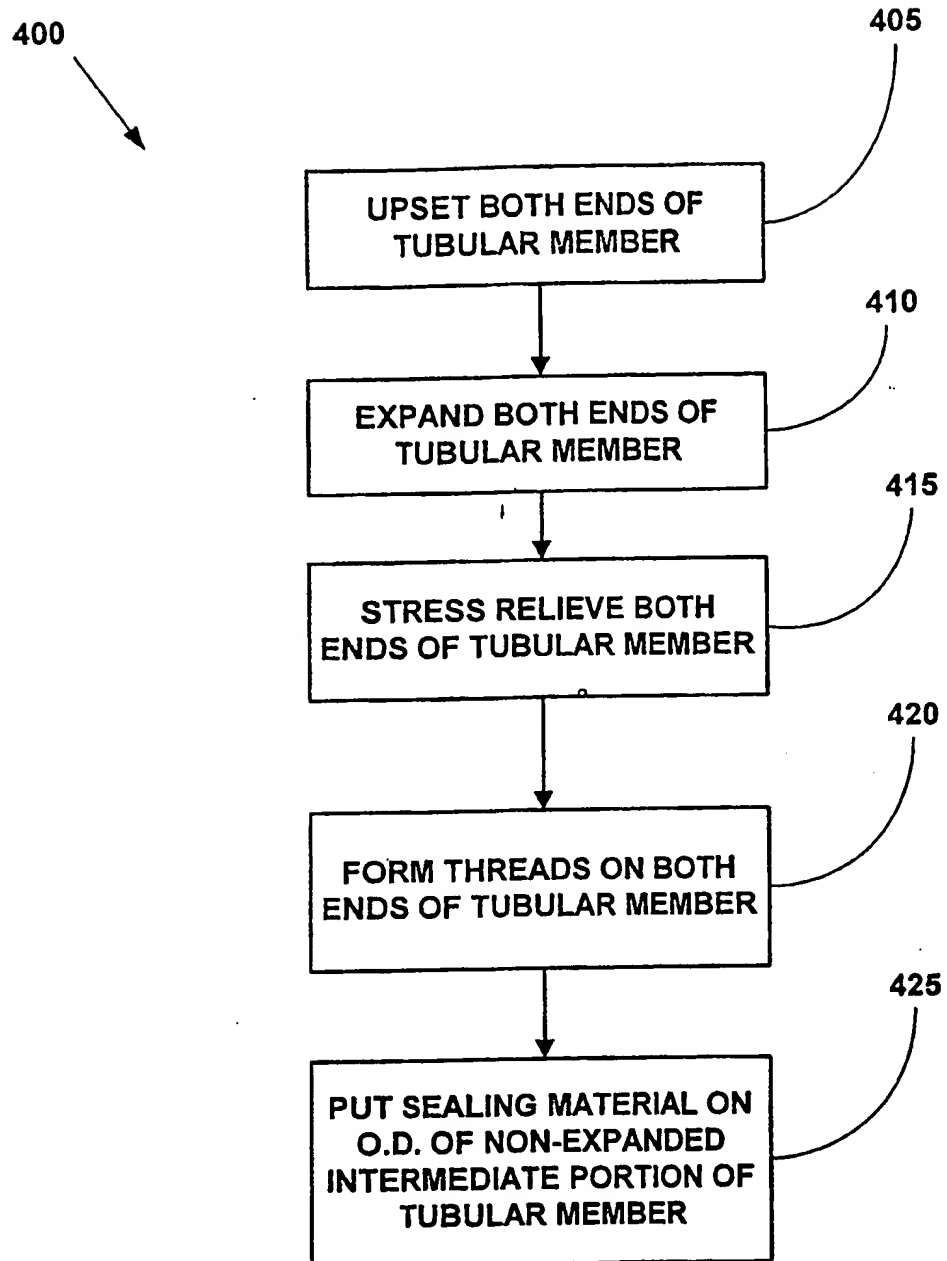 400
405
UPSET BOTH ENDS OF
TUBULAR MEMBER
410
EXPAND BOTH ENDS OF
TUBULAR MEMBER
415
STRESS RELIEVE BOTH
ENDS OF TUBULAR MEMBER
420
FORM THREADS ON BOTH
ENDS OF TUBULAR MEMBER
425
PUT SEALING MATERIAL ON
O.D. OF NON-EXPANDED
INTERMEDIATE PORTION OF
TUBULAR MEMBER